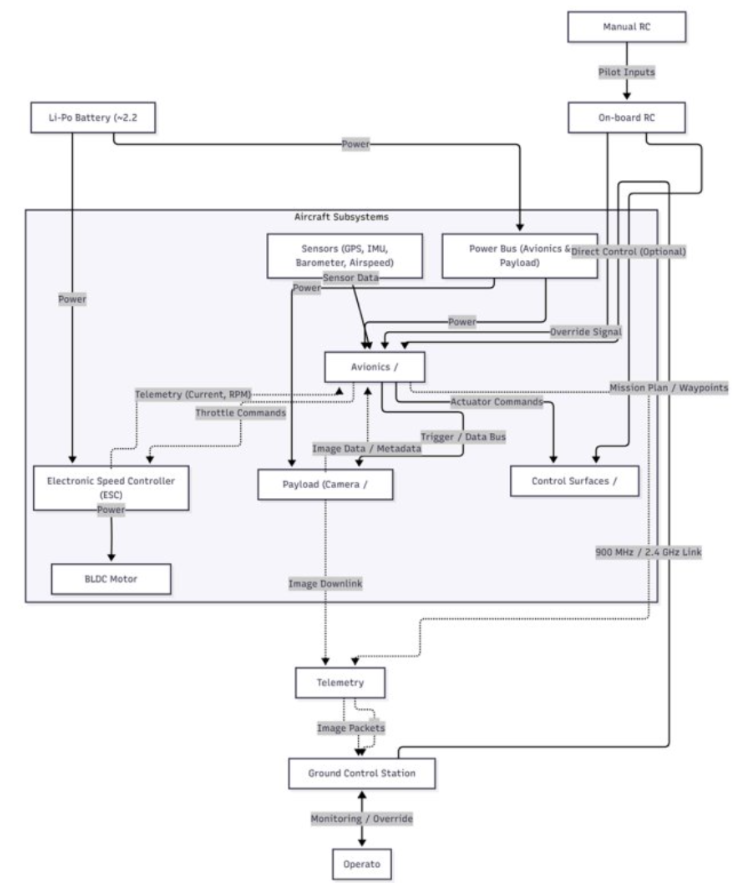 Manual RC
Pilot Inputs
Li-Po Battery (~2.2
On-board RC
Power
Aircraft Subsystems
Sensors (GPS, IMU,
Barometer, Airspeed)
Power Bus (Avionics &
Payload)
Direct Control (Optional)
Sensor Data
Power
Power
Power
Override Signal
Avionics /
Mission Plan / Waypoints
Telemetry (Current, RPM)
Actuator Commands
Throttle Commands
Trigger / Data Bus
Image Data / Metadata
Electronic Speed Controller
(ESC)
Payload (Camera /
Control Surfaces /
Power
900 MHz / 2.4 GHz Link
BLDC Motor
Image Downlink
Telemetry
Image Packets
Ground Control Station
Monitoring / Override
Operato